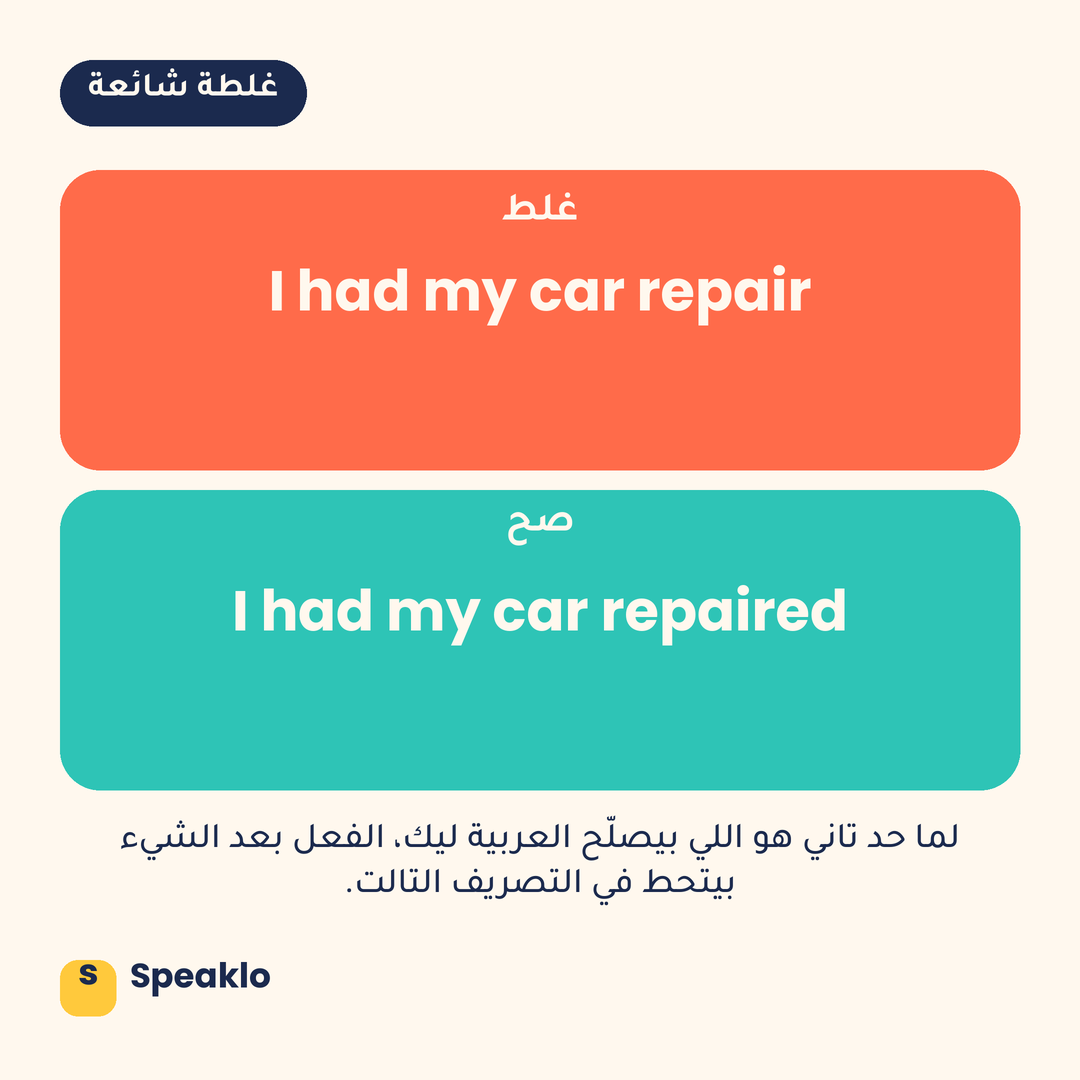 غلطة شائعة
غلط
I had my car repair
صح
I had my car repaired
لما حد تاني هو اللي بيصلّح العربية ليك، الفعل بعد الشيء
بيتحط في التصريف التالت.
S Speaklo